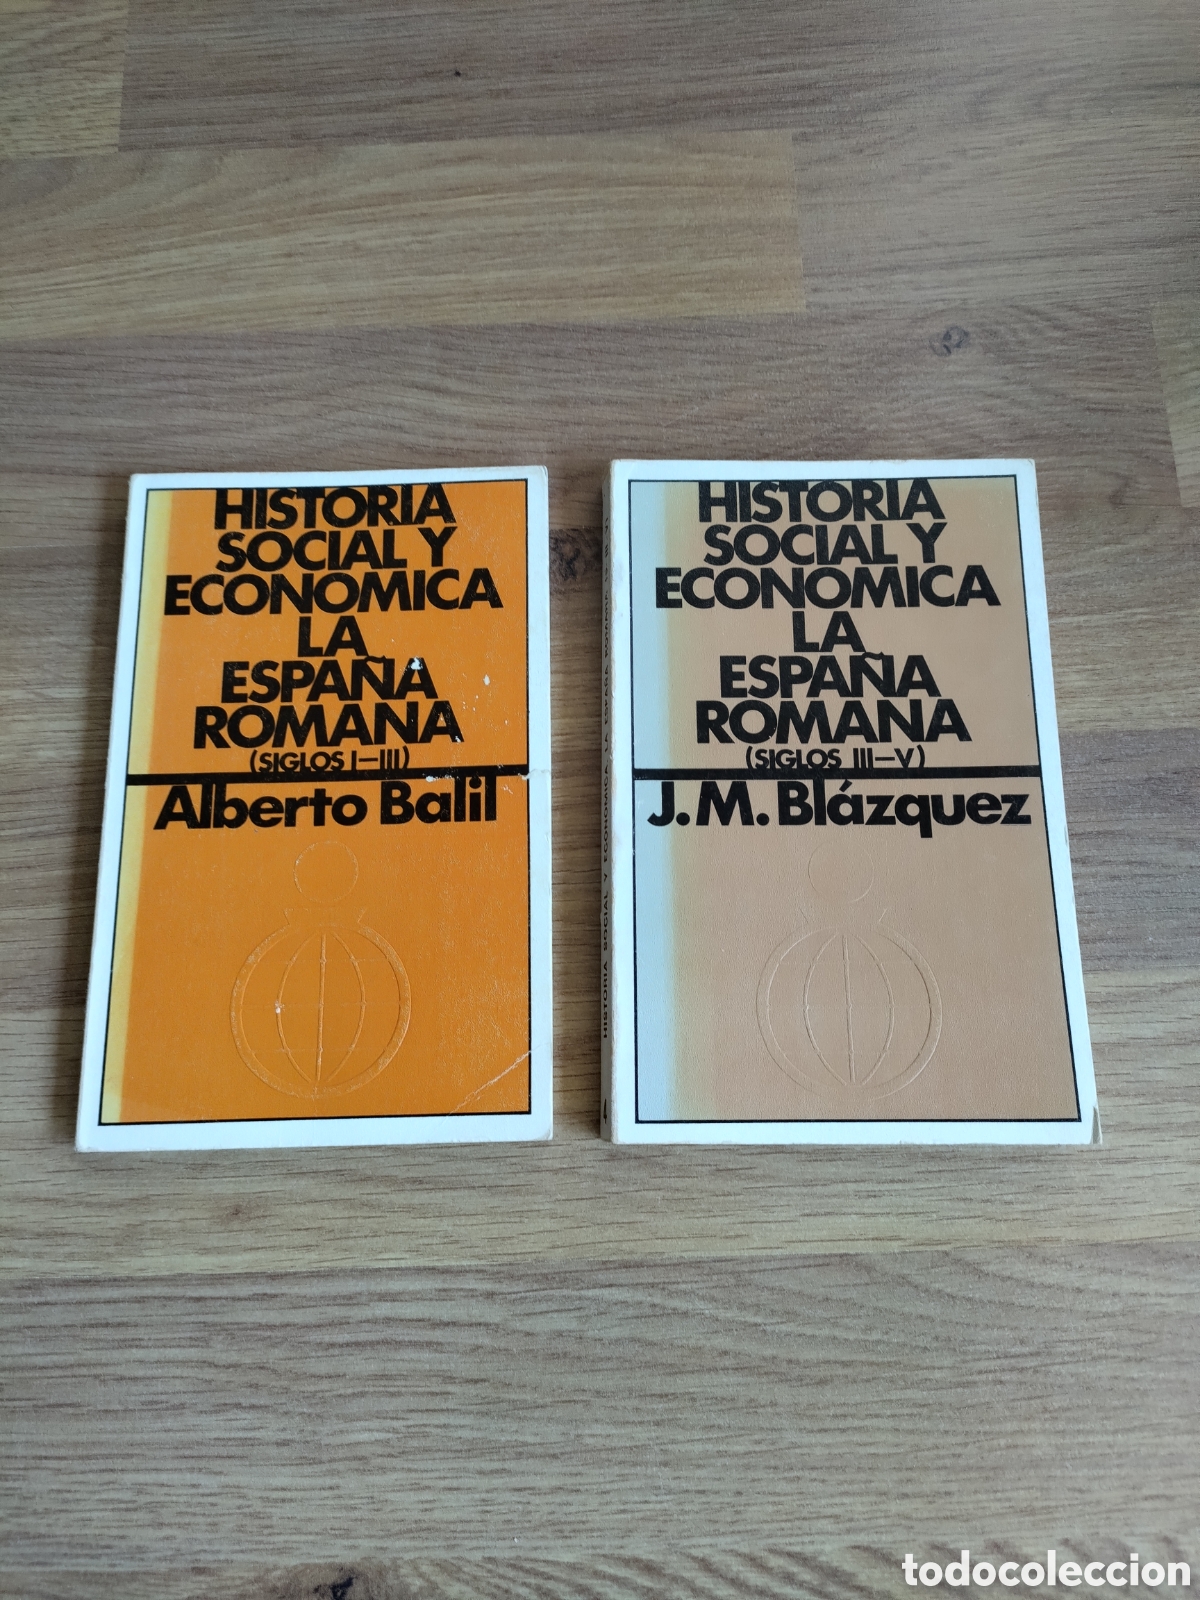 HISTORIA
SOCIAL Y
ECONOMICA
LA
ESPAÑA
ROMANA
(SIGLOS I—III)
Alberto Balil
HISTORIA
SOCIAL Y
ECONOMICA
LA
ESPAÑA
ROMANA
(SIGLOS III—V)
J. M. Blázquez
HISTORIA SOCIAL Y ECONOMICA LA ESPAÑA ROMANA
4
todocoleccion